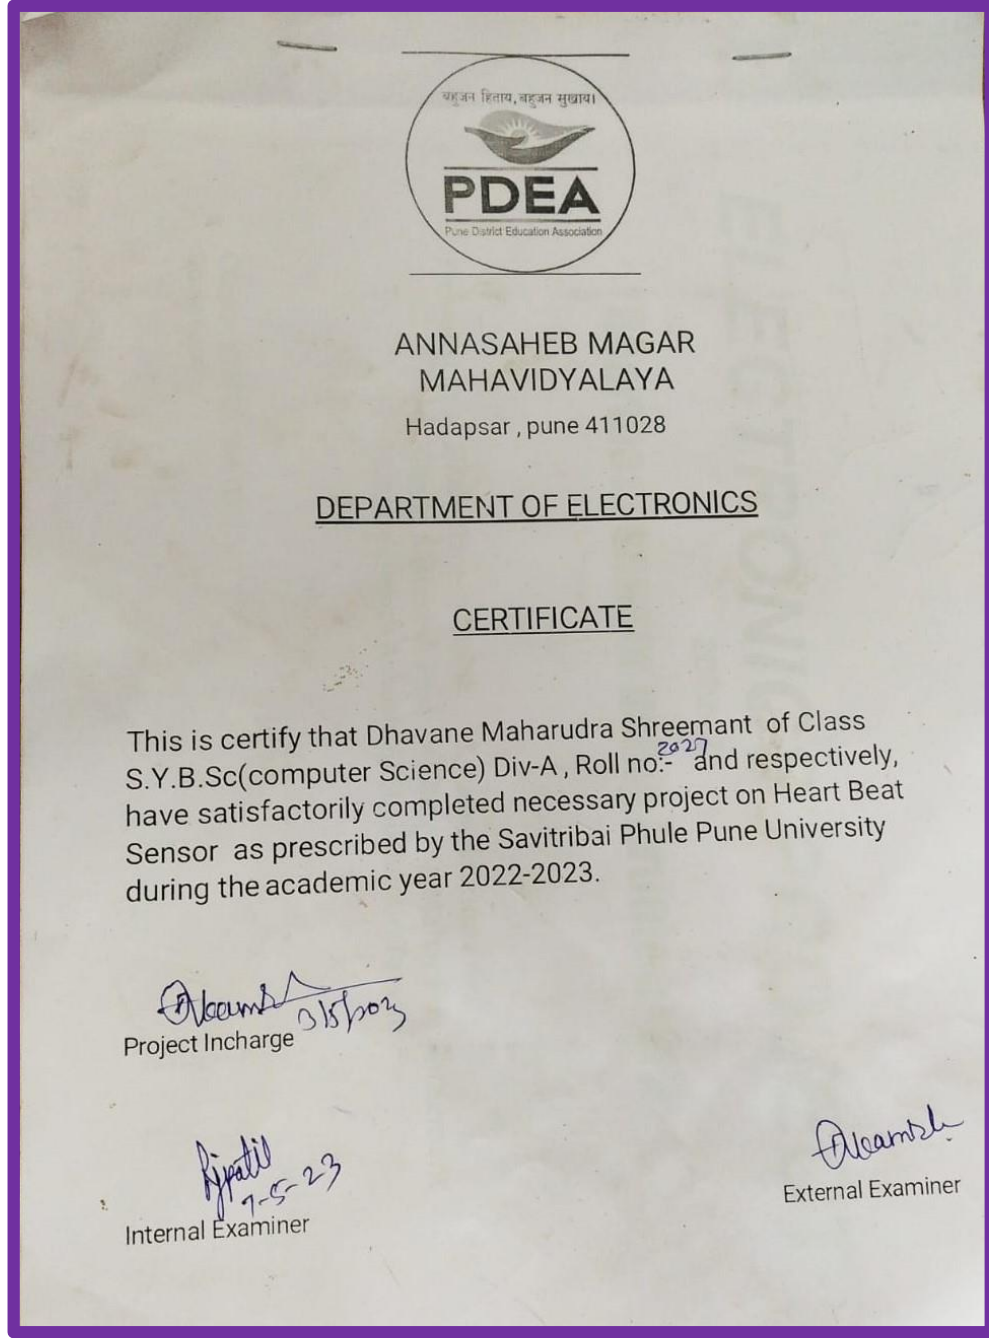 बहुजन हिताय, बहुजन सुखाय।
PDEA
Pune District Education Association
ANNASAHEB MAGAR
MAHAVIDYALAYA
Hadapsar , pune 411028
DEPARTMENT OF ELECTRONICS
CERTIFICATE
This is certify that Dhavane Maharudra Shreemant of Class
S.Y.B.Sc(computer Science) Div-A , Roll no:- 2027 and respectively,
have satisfactorily completed necessary project on Heart Beat
Sensor as prescribed by the Savitribai Phule Pune University
during the academic year 2022-2023.
3/5/2023
Project Incharge
Rjpatil
7-5-23
Internal Examiner
External Examiner